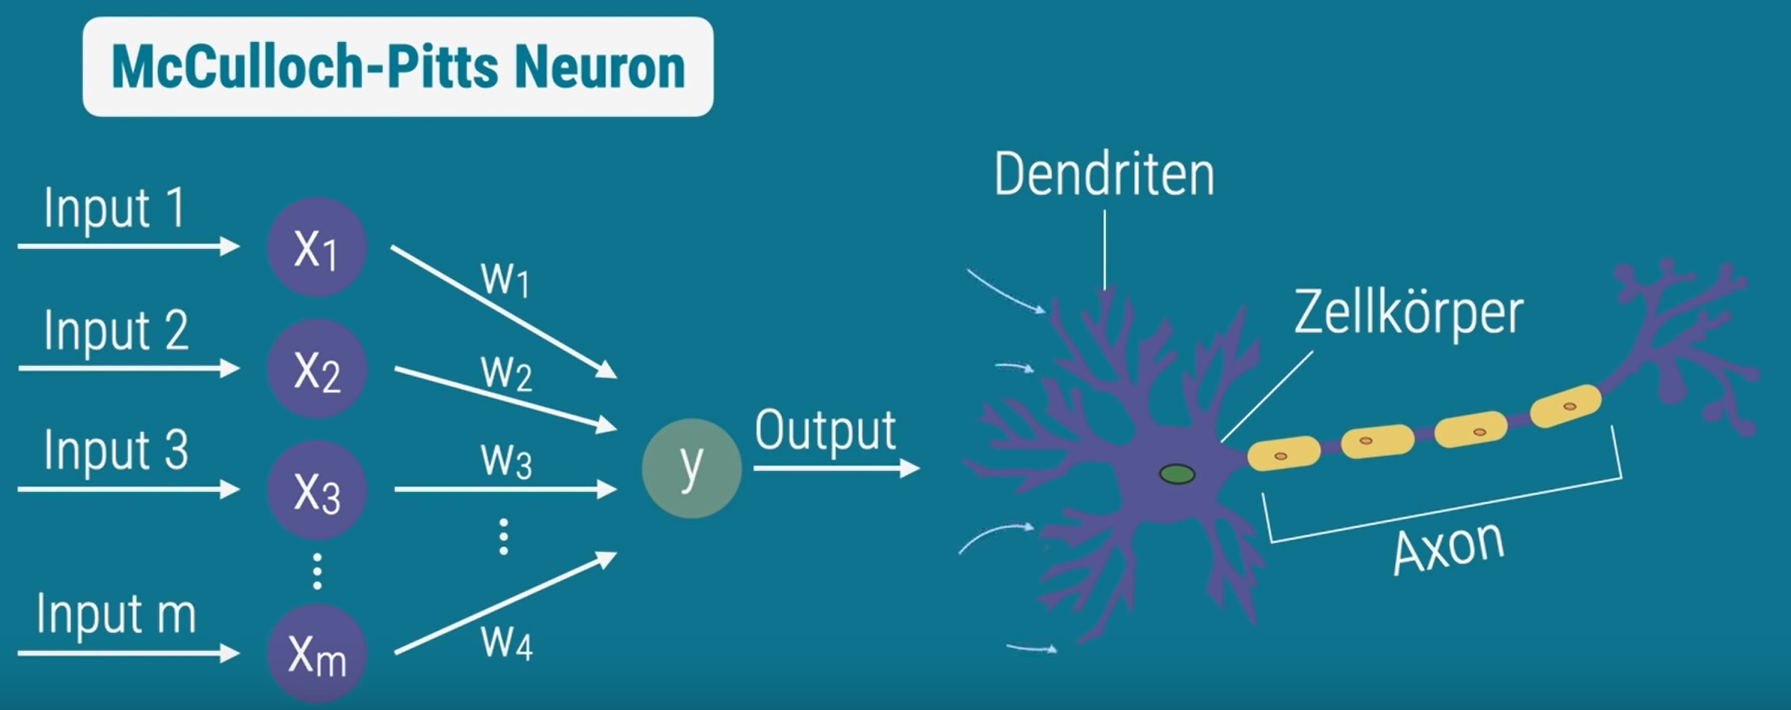 McCulloch-Pitts Neuron
Input 1
x1
w1
Input 2
x2
w2
Input 3
x3
w3
Input m
xm
w4
y
Output
Dendriten
Zellkörper
Axon